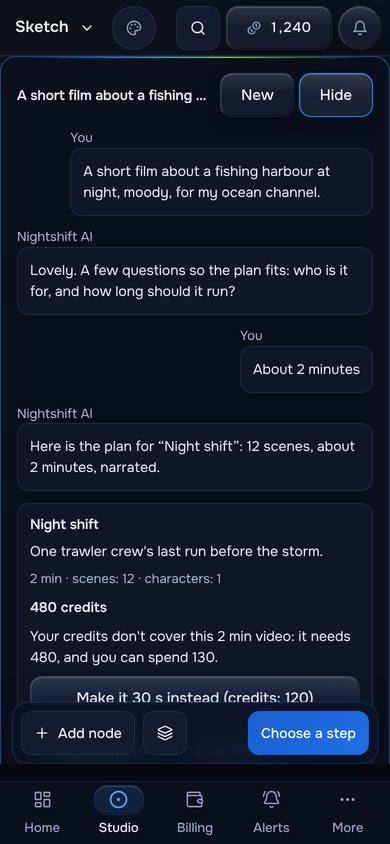 Sketch
1,240
A short film about a fishing ...
New
Hide
You
A short film about a fishing harbour at
night, moody, for my ocean channel.
Nightshift AI
Lovely. A few questions so the plan fits: who is it
for, and how long should it run?
You
About 2 minutes
Nightshift AI
Here is the plan for “Night shift”: 12 scenes, about
2 minutes, narrated.
Night shift
One trawler crew's last run before the storm.
2 min · scenes: 12 · characters: 1
480 credits
Your credits don't cover this 2 min video: it needs
480, and you can spend 130.
Make it 30 s instead (credits: 120)
Add node
Choose a step
Home
Studio
Billing
Alerts
More